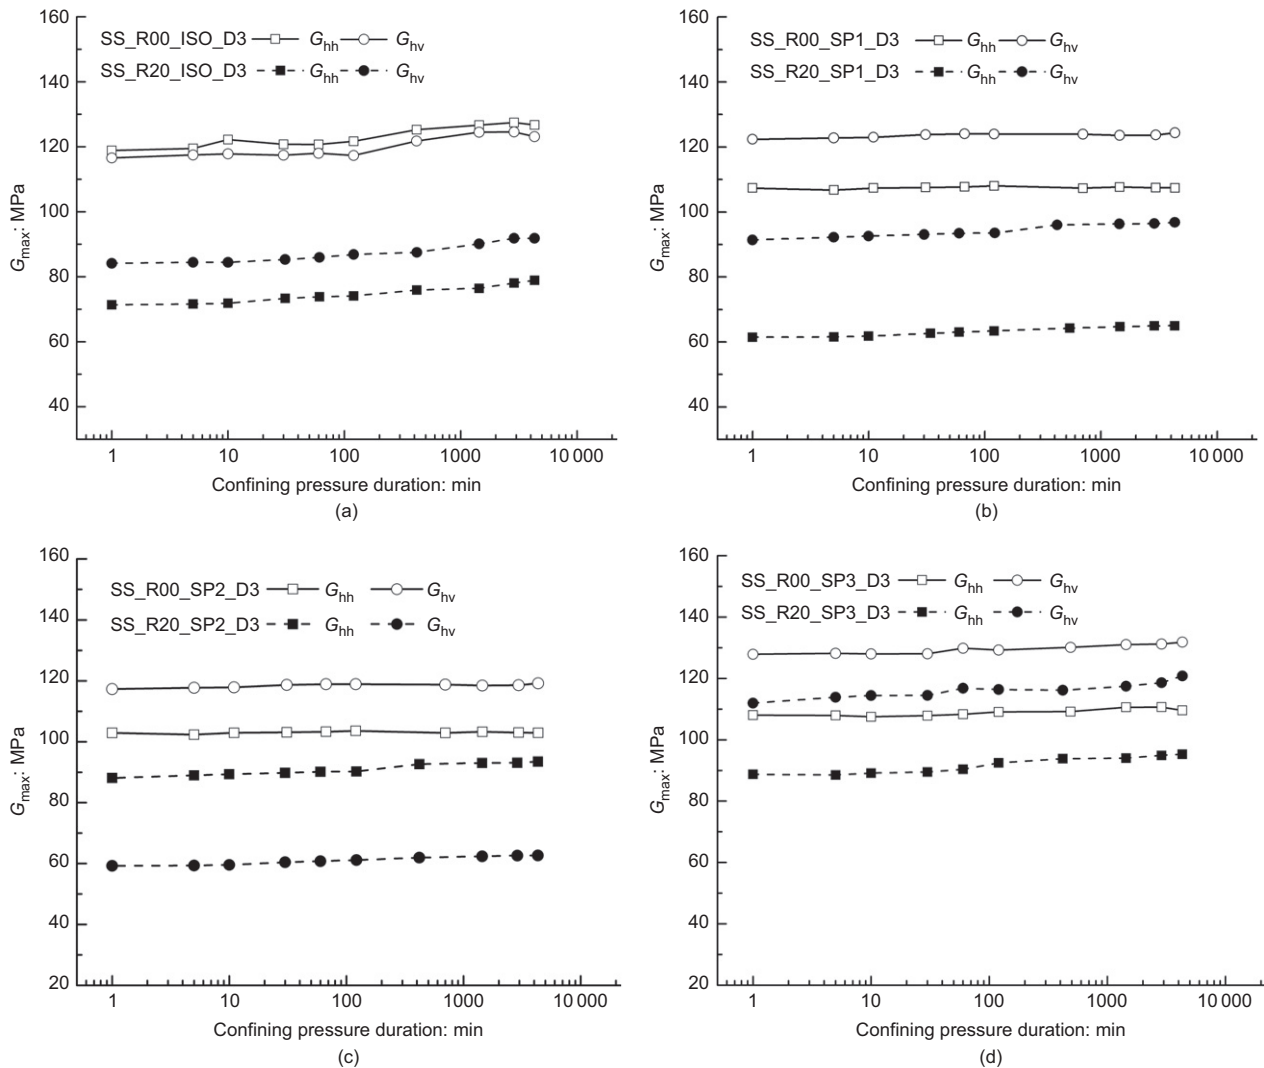 160
140
120
100
80
60
40
SS_R00_ISO_D3 Ghh Ghv
SS_R20_ISO_D3 Ghh Ghv
Gmax: MPa
1 10 100 1000 10 000
Confining pressure duration: min
(a)
160
140
120
100
80
60
40
SS_R00_SP1_D3 Ghh Ghv
SS_R20_SP1_D3 Ghh Ghv
Gmax: MPa
1 10 100 1000 10 000
Confining pressure duration: min
(b)
160
140
120
100
80
60
40
20
SS_R00_SP2_D3 Ghh Ghv
SS_R20_SP2_D3 Ghh Ghv
Gmax: MPa
1 10 100 1000 10 000
Confining pressure duration: min
(c)
160
140
120
100
80
60
40
20
SS_R00_SP3_D3 Ghh Ghv
SS_R20_SP3_D3 Ghh Ghv
Gmax: MPa
1 10 100 1000 10 000
Confining pressure duration: min
(d)